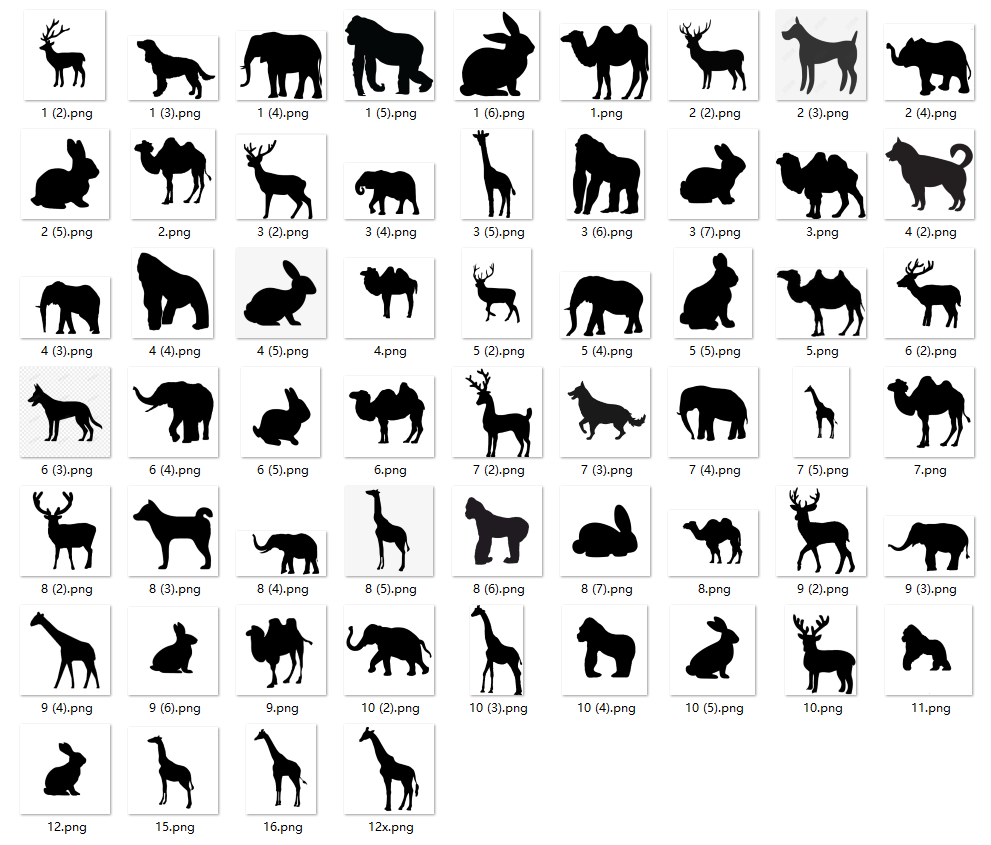 1 (2).png 1 (3).png 1 (4).png 1 (5).png 1 (6).png 1.png 2 (2).png 2 (3).png 2 (4).png
2 (5).png 2.png 3 (2).png 3 (4).png 3 (5).png 3 (6).png 3 (7).png 3.png 4 (2).png
4 (3).png 4 (4).png 4 (5).png 4.png 5 (2).png 5 (4).png 5 (5).png 5.png 6 (2).png
6 (3).png 6 (4).png 6 (5).png 6.png 7 (2).png 7 (3).png 7 (4).png 7 (5).png 7.png
8 (2).png 8 (3).png 8 (4).png 8 (5).png 8 (6).png 8 (7).png 8.png 9 (2).png 9 (3).png
9 (4).png 9 (6).png 9.png 10 (2).png 10 (3).png 10 (4).png 10 (5).png 10.png 11.png
12.png 15.png 16.png 12x.png